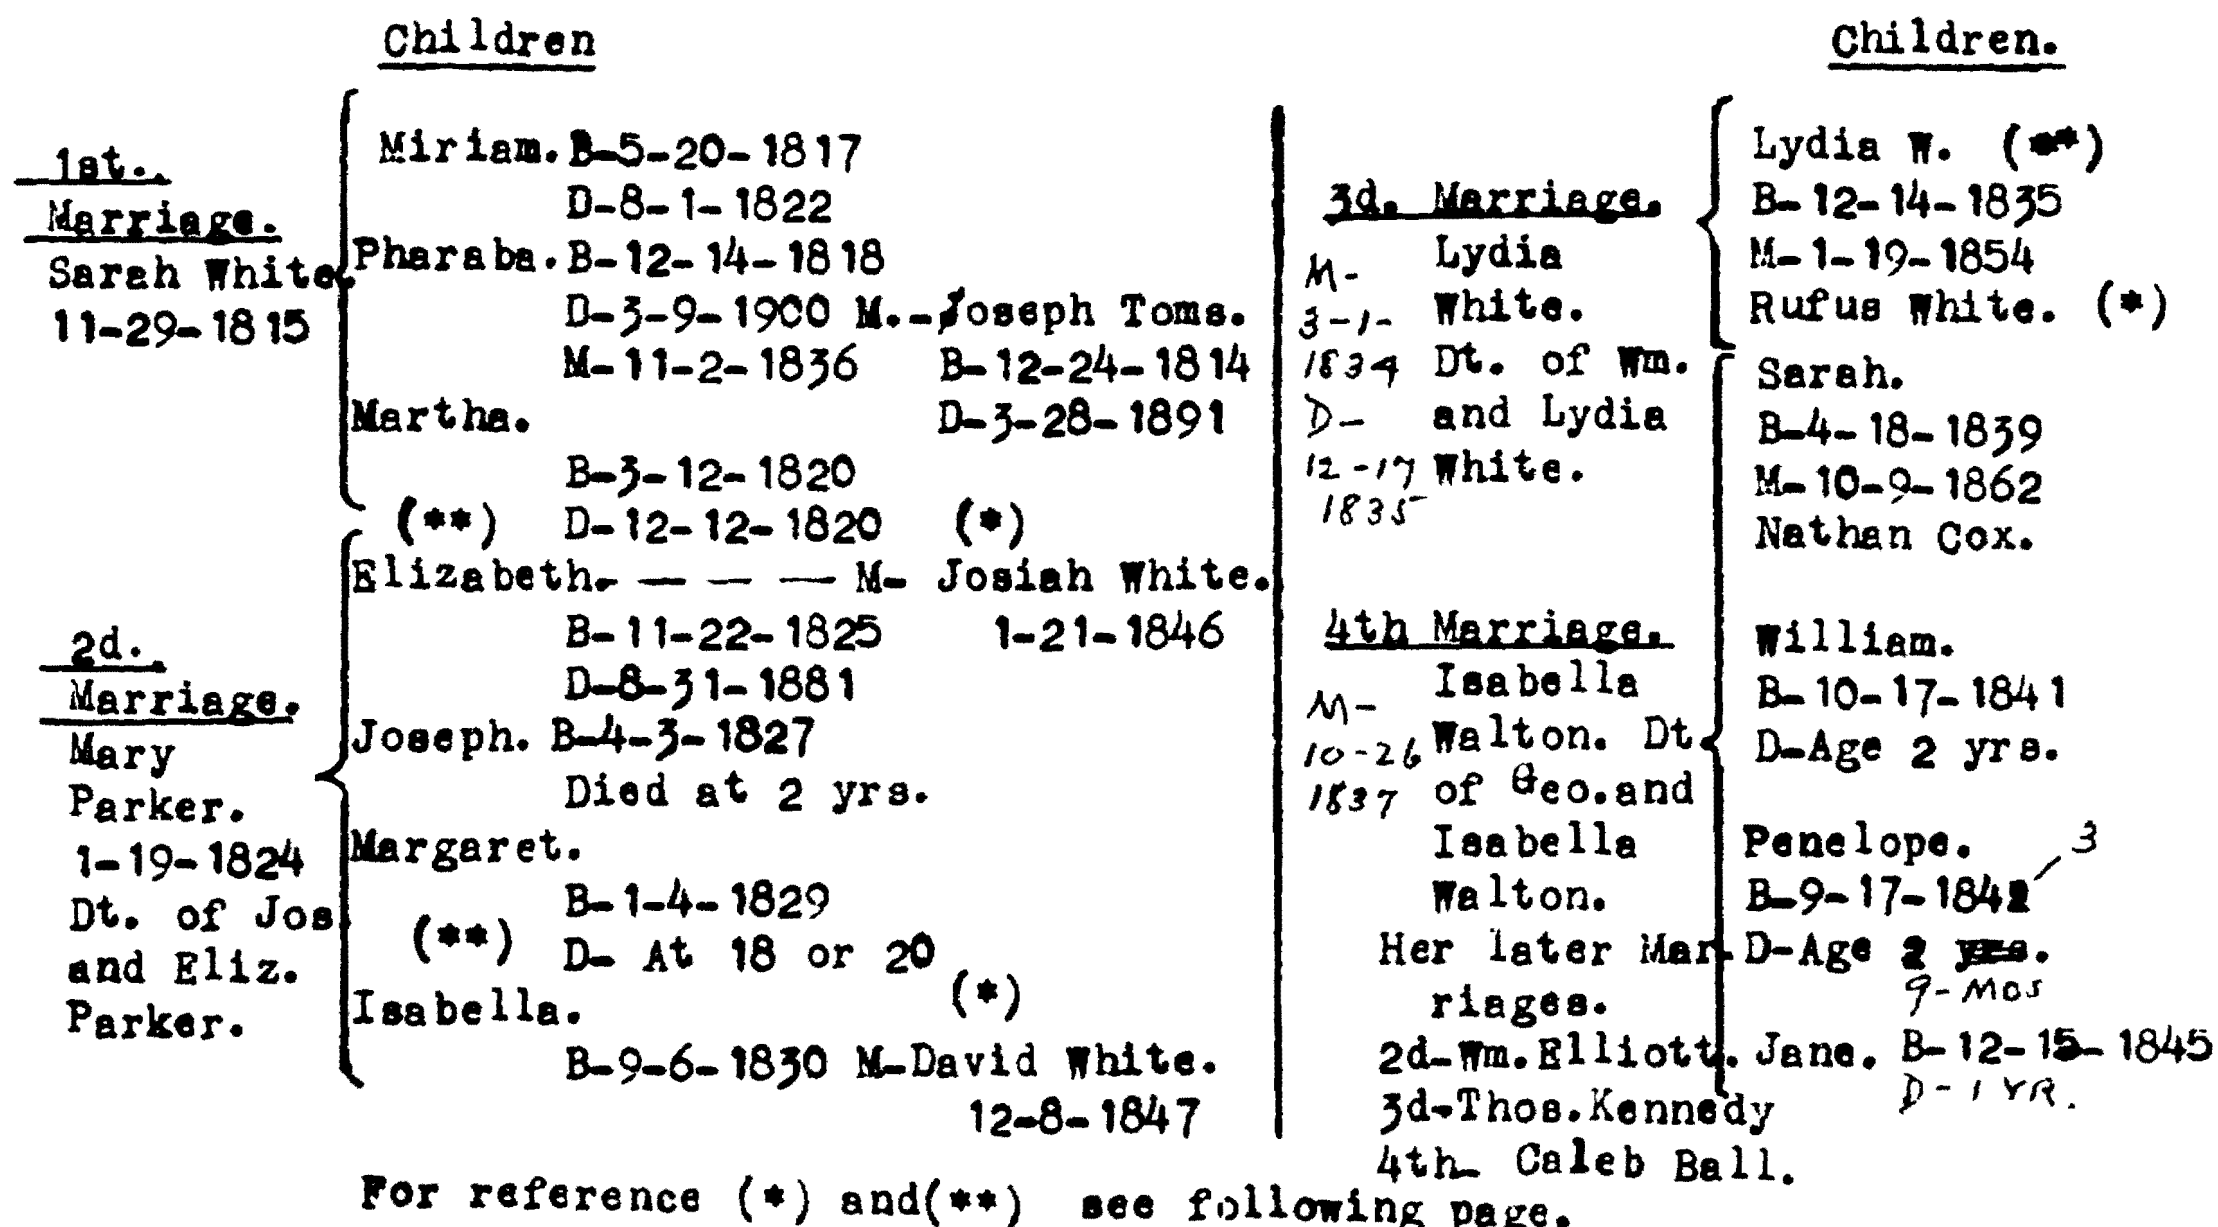 Children
1st.
Marriage.
Sarah White.
11-29-1815
Miriam. B-5-20-1817
D-8-1-1822
Pharaba. B-12-14-1818
D-3-9-1900 M.-Joseph Toms.
M-11-2-1836 B-12-24-1814
Martha. D-3-28-1891
B-3-12-1820
(**) D-12-12-1820 (*)
2d.
Marriage.
Mary
Parker.
1-19-1824
Dt. of Jos.
and Eliz.
Parker.
Elizabeth. - - - - M- Josiah White.
B-11-22-1825 1-21-1846
D-8-31-1881
Joseph. B-4-3-1827
Died at 2 yrs.
Margaret.
B-1-4-1829
(**) D- At 18 or 20
Isabella. (*)
B-9-6-1830 M-David White.
12-8-1847
Children.
3d. Marriage.
Lydia
White.
Dt. of Wm.
and Lydia
White.
M-
3-1-
1834
D-
12-17
1835
Lydia W. (**)
B-12-14-1835
M-1-19-1854
Rufus White. (*)
4th Marriage.
Isabella
Walton. Dt.
of Geo.and
Isabella
Walton.
M-
10-26
1837
Her later Mar-
riages.
2d-Wm.Elliott.
3d-Thos.Kennedy
4th- Caleb Ball.
Sarah.
B-4-18-1839
M-10-9-1862
Nathan Cox.
William.
B-10-17-1841
D-Age 2 yrs.
Penelope. 3
B-9-17-1842
D-Age 2 yrs.
9-MOS
Jane. B-12-15-1845
D-1 YR.
For reference (*) and(**) see following page.